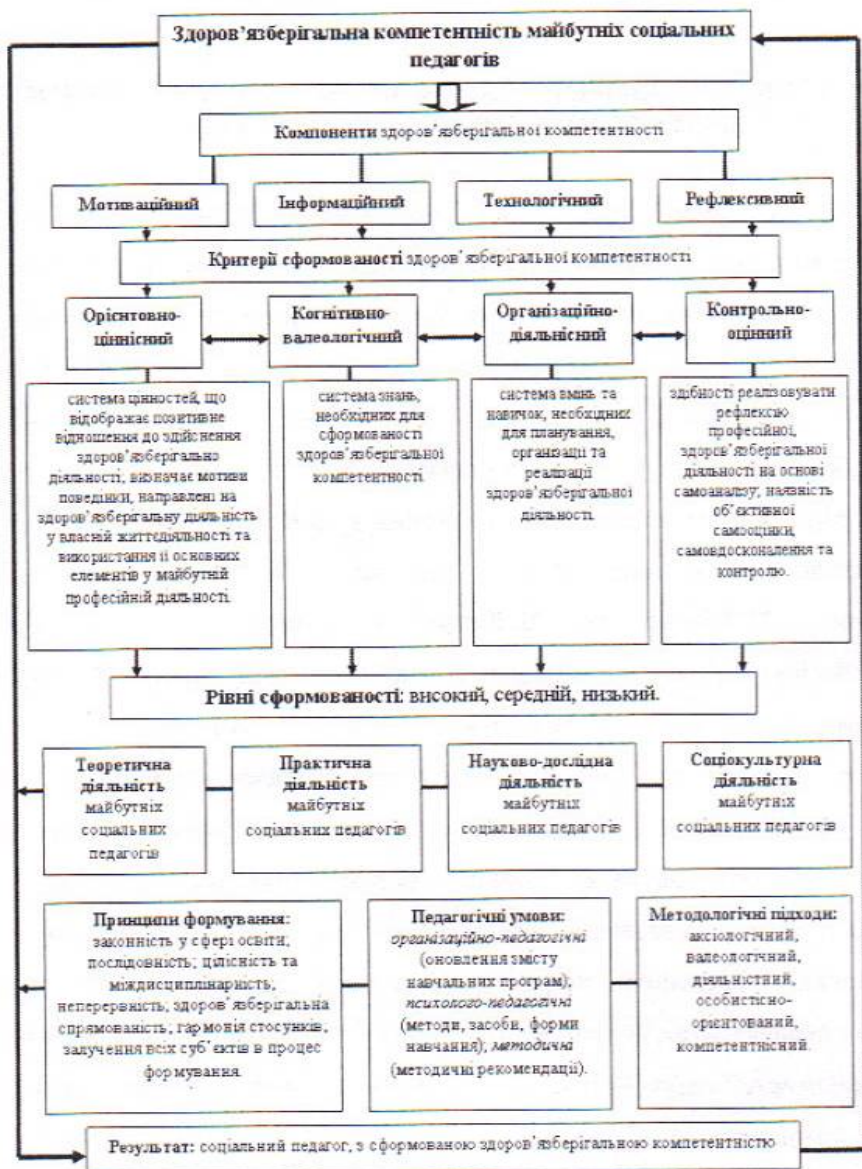 Здоров’язберігальна компетентність майбутніх соціальних
педагогів
Компоненти здоров’язберігальної компетентності
Мотиваційний
Інформаційний
Технологічний
Рефлексивний
Критерії сформованості здоров’язберігальної компетентності
Орієнтовно-
ціннісний
Когнітивно-
валеологічний
Організаційно-
діяльнісний
Контрольно-
оцінний
система цінностей, що
відображає позитивне
відношення до здійснення
здоров’язберігально
діяльності; визначає мотиви
поведінки, направлені на
здоров’язберігальну діяльність
у власній життєдіяльності та
використання її основних
елементів у майбутній
професійній діяльності.
система знань,
необхідних для
сформованості
здоров’язберігальної
компетентності.
система вмінь та
навичок, необхідних
для планування,
організації та
реалізації
здоров’язберігальної
діяльності.
здібності реалізовувати
рефлексію
професійної,
здоров’язберігальної
діяльності на основі
самоаналізу; наявність
об’єктивної
самооцінки,
самовдосконалення та
контролю.
Рівні сформованості: високий, середній, низький.
Теоретична
діяльність
майбутніх
соціальних
педагогів
Практична
діяльність
майбутніх
соціальних педагогів
Науково-дослідна
діяльність
майбутніх
соціальних педагогів
Соціокультурна
діяльність
майбутніх
соціальних педагогів
Принципи формування:
законність у сфері освіти;
послідовність; цілісність та
міждисциплінарність;
неперервність; здоров’язберігальна
спрямованість; гармонія стосунків;
залучення всіх суб’єктів в процес
формування.
Педагогічні умови:
організаційно-педагогічні
(оновлення змісту
навчальних програм);
психолого-педагогічні
(методи, засоби, форми
навчання); методичні
(методичні рекомендації).
Методологічні підходи:
аксіологічний,
валеологічний,
діяльнісний,
особистісно-
орієнтований,
компетентнісний.
Результат: соціальний педагог, з сформованою здоров’язберігальною компетентністю